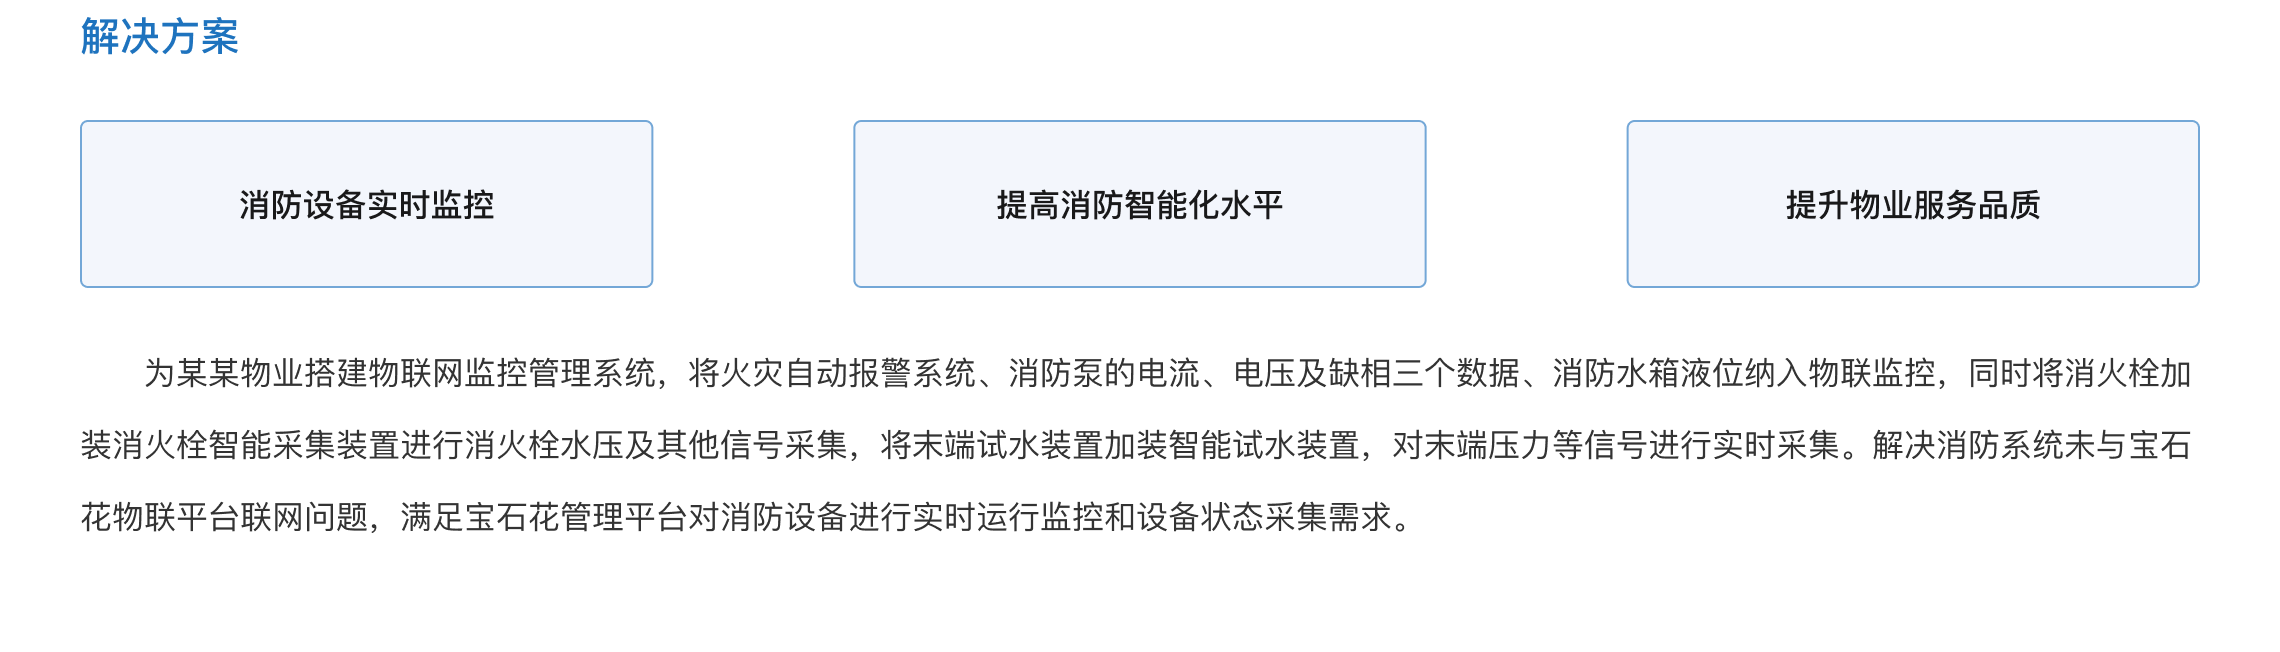 解决方案
消防设备实时监控
提高消防智能化水平
提升物业服务品质
为某某物业搭建物联网监控管理系统，将火灾自动报警系统、消防泵的电流、电压及缺相三个数据、消防水箱液位纳入物联监控，同时将消火栓加
装消火栓智能采集装置进行消火栓水压及其他信号采集，将末端试水装置加装智能试水装置，对末端压力等信号进行实时采集。解决消防系统未与宝石
花物联平台联网问题，满足宝石花管理平台对消防设备进行实时运行监控和设备状态采集需求。